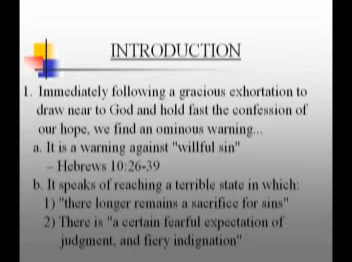 INTRODUCTION
1. Immediately following a gracious exhortation to
draw near to God and hold fast the confession of
our hope, we find an ominous warning...
a. It is a warning against "willful sin"
– Hebrews 10:26-39
b. It speaks of reaching a terrible state in which:
1) "there longer remains a sacrifice for sins"
2) There is "a certain fearful expectation of
judgment, and fiery indignation"